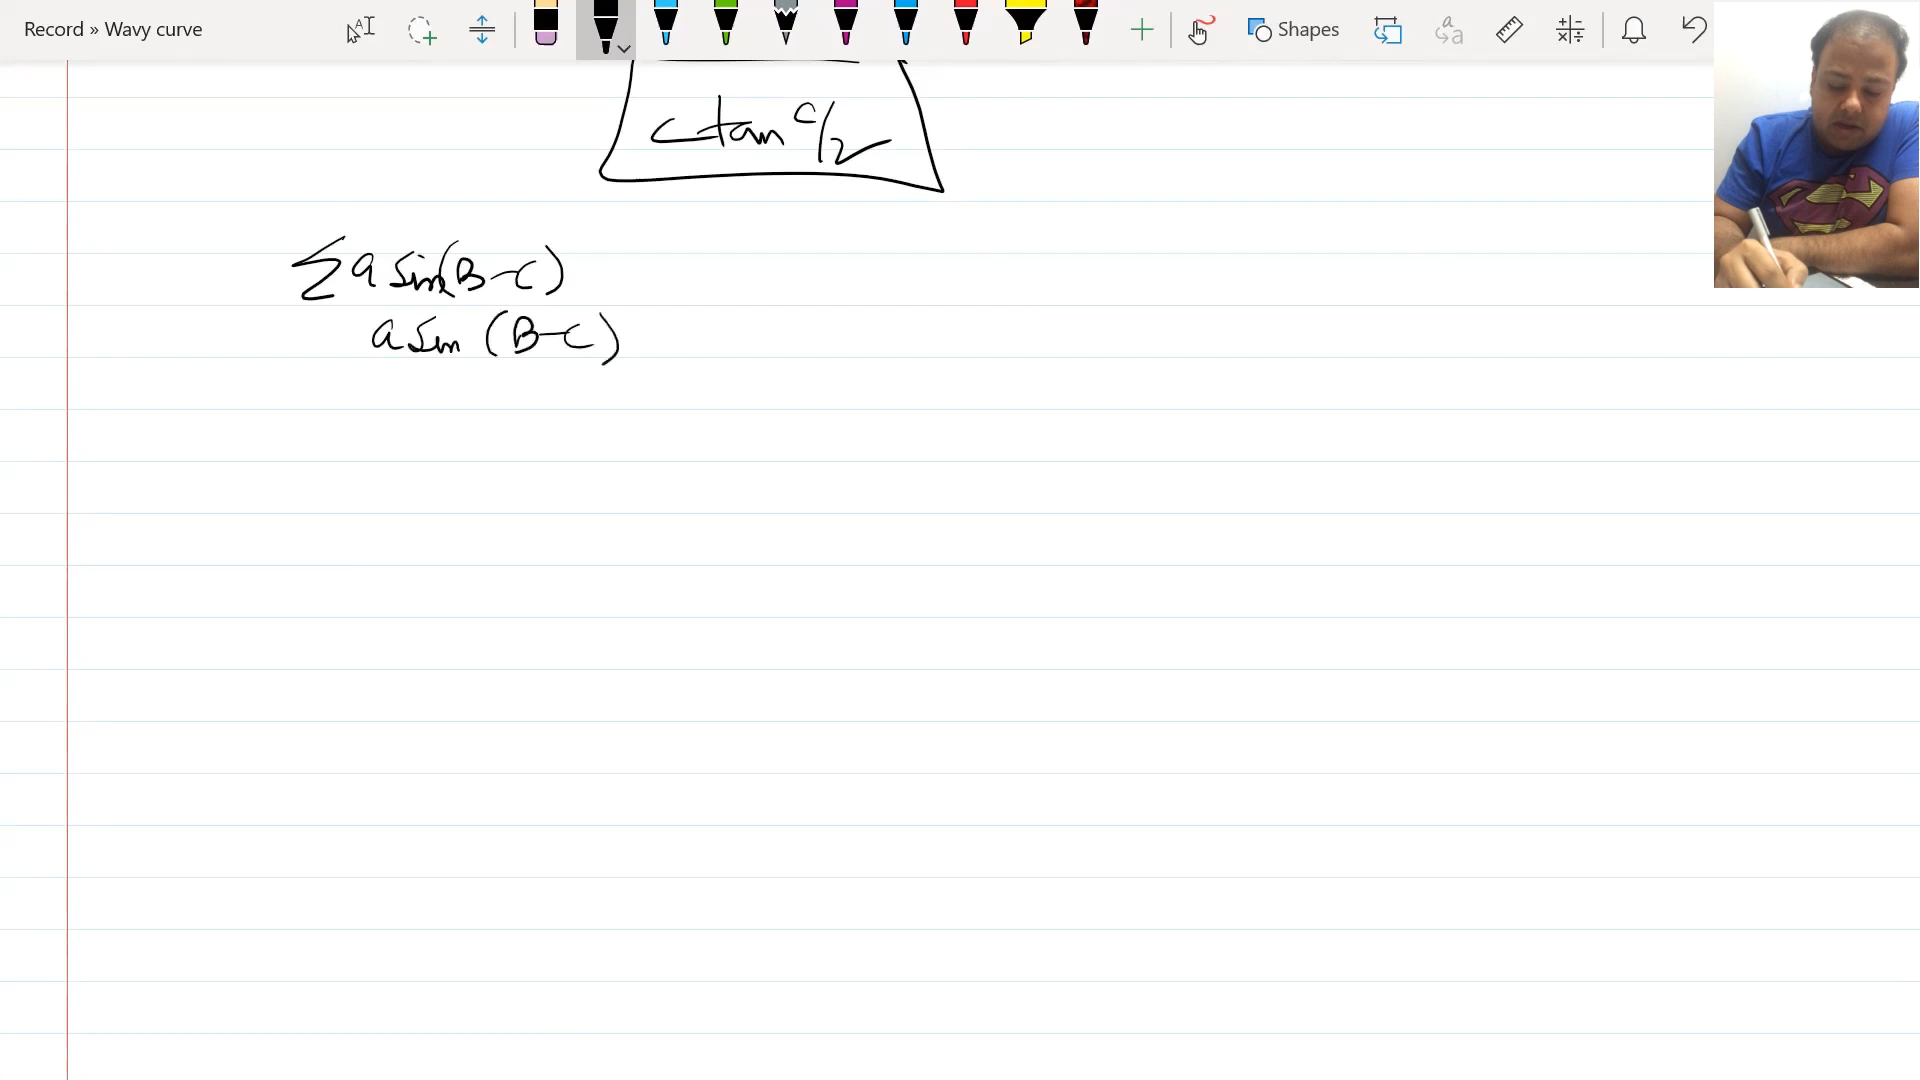 Record » Wavy curve
Shapes
c tan C/2
∑ a sin(B-C)
a sin (B-C)